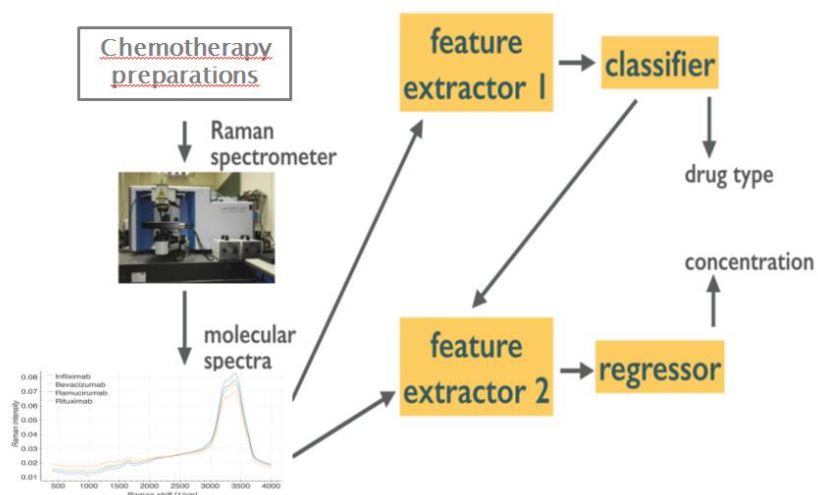 Chemotherapy
preparations
Raman
spectrometer
molecular
spectra
0.08
0.07
0.06
0.05
0.04
0.03
0.02
0.01
Raman intensity
Infliximab
Bevacizumab
Ramucirumab
Rituximab
500 1000 1500 2000 2500 3000 3500 4000
feature
extractor 1
classifier
drug type
concentration
feature
extractor 2
regressor